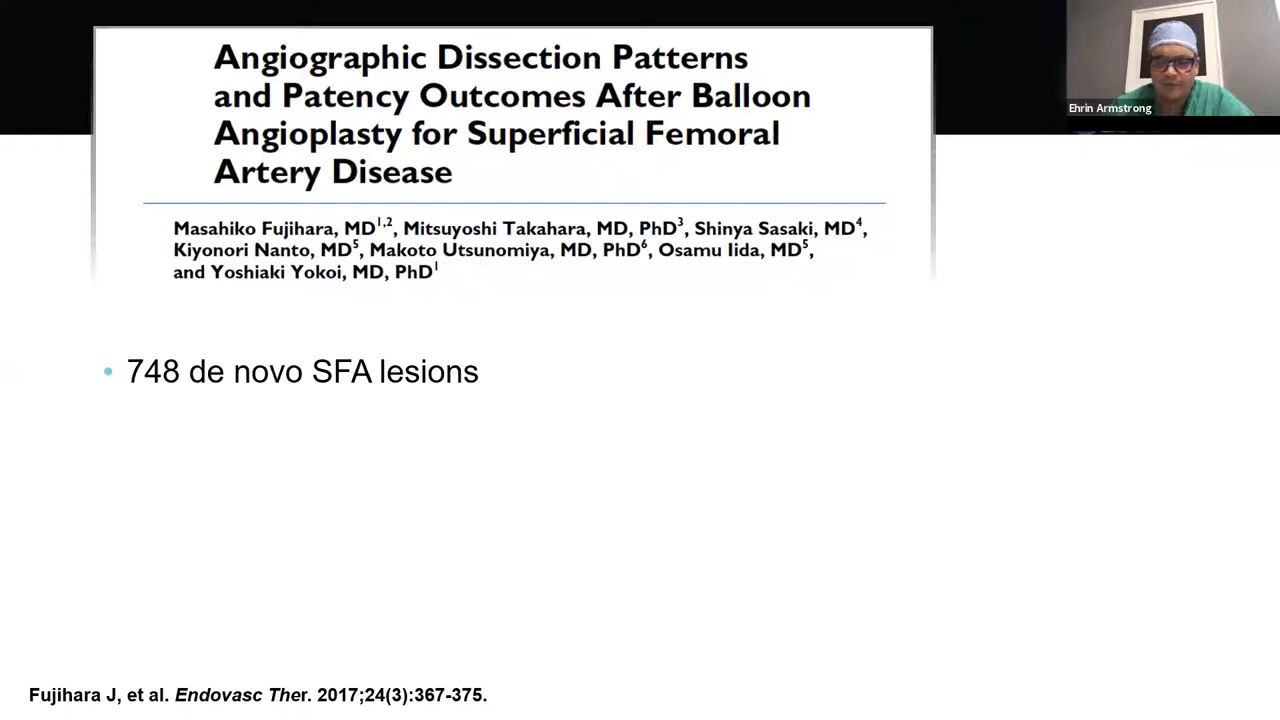 Angiographic Dissection Patterns
and Patency Outcomes After Balloon
Angioplasty for Superficial Femoral
Artery Disease
Masahiko Fujihara, MD1,2, Mitsuyoshi Takahara, MD, PhD3, Shinya Sasaki, MD4,
Kiyonori Nanto, MD5, Makoto Utsunomiya, MD, PhD6, Osamu Iida, MD5,
and Yoshiaki Yokoi, MD, PhD1
• 748 de novo SFA lesions
Fujihara J, et al. Endovasc Ther. 2017;24(3):367-375.
Ehrin Armstrong